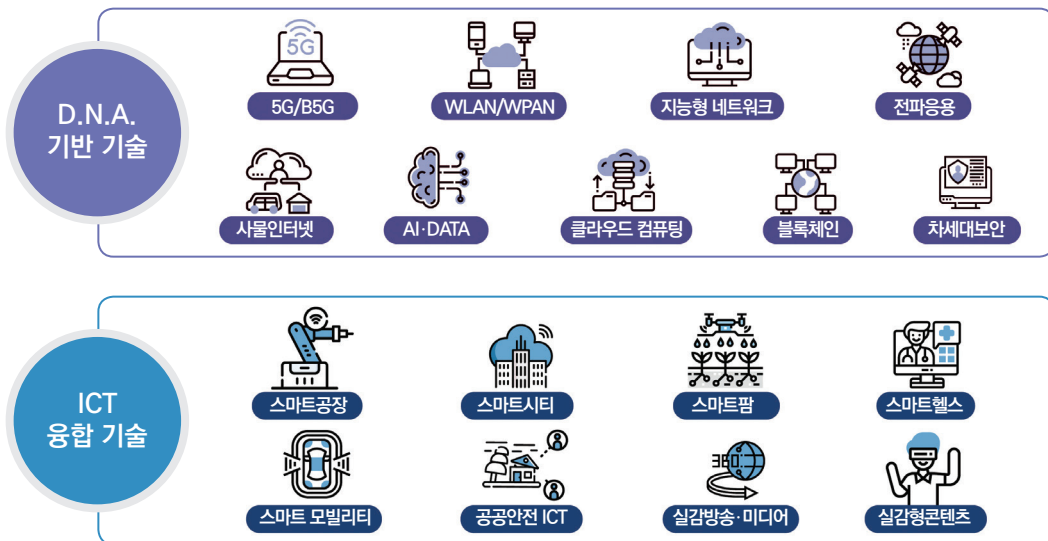 D.N.A.
기반 기술
5G
5G/B5G
WLAN/WPAN
지능형 네트워크
전파응용
사물인터넷
AI·DATA
클라우드 컴퓨팅
블록체인
차세대보안
ICT
융합 기술
스마트공장
스마트시티
스마트팜
스마트헬스
360
스마트 모빌리티
공공안전 ICT
실감방송·미디어
실감형콘텐츠